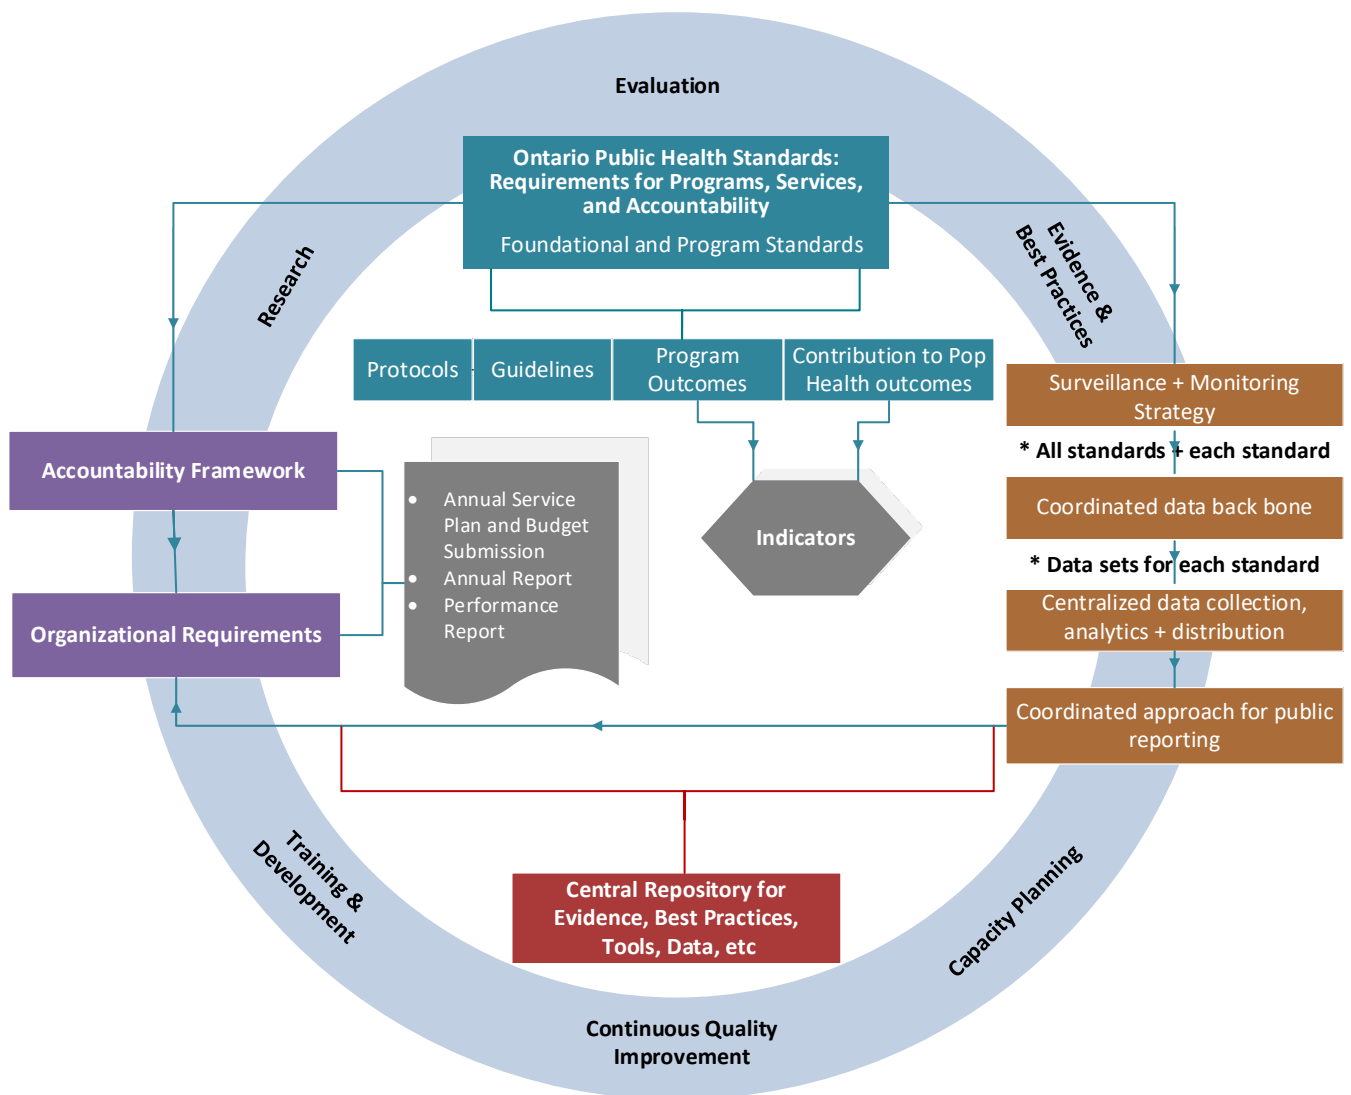 Evaluation
Ontario Public Health Standards:
Requirements for Programs, Services,
and Accountability
Foundational and Program Standards
Research
Evidence &
Best Practices
Protocols
Guidelines
Program
Outcomes
Contribution to Pop
Health outcomes
Surveillance + Monitoring
Strategy
* All standards + each standard
Coordinated data back bone
* Data sets for each standard
Centralized data collection,
analytics + distribution
Coordinated approach for public
reporting
Accountability Framework
Organizational Requirements
• Annual Service
Plan and Budget
Submission
• Annual Report
• Performance
Report
Indicators
Training &
Development
Central Repository for
Evidence, Best Practices,
Tools, Data, etc
Capacity Planning
Continuous Quality
Improvement